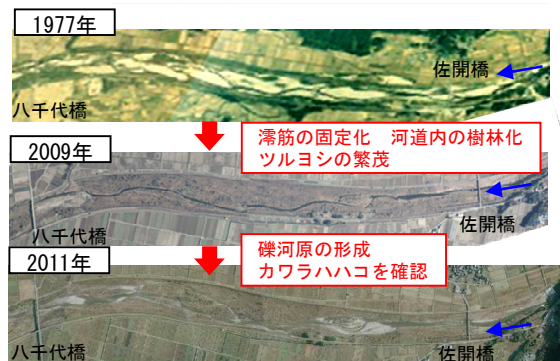 1977年
佐開橋
八千代橋
澪筋の固定化　河道内の樹林化
ツルヨシの繁茂
2009年
八千代橋
佐開橋
礫河原の形成
カワラハハコを確認
2011年
八千代橋
佐開橋